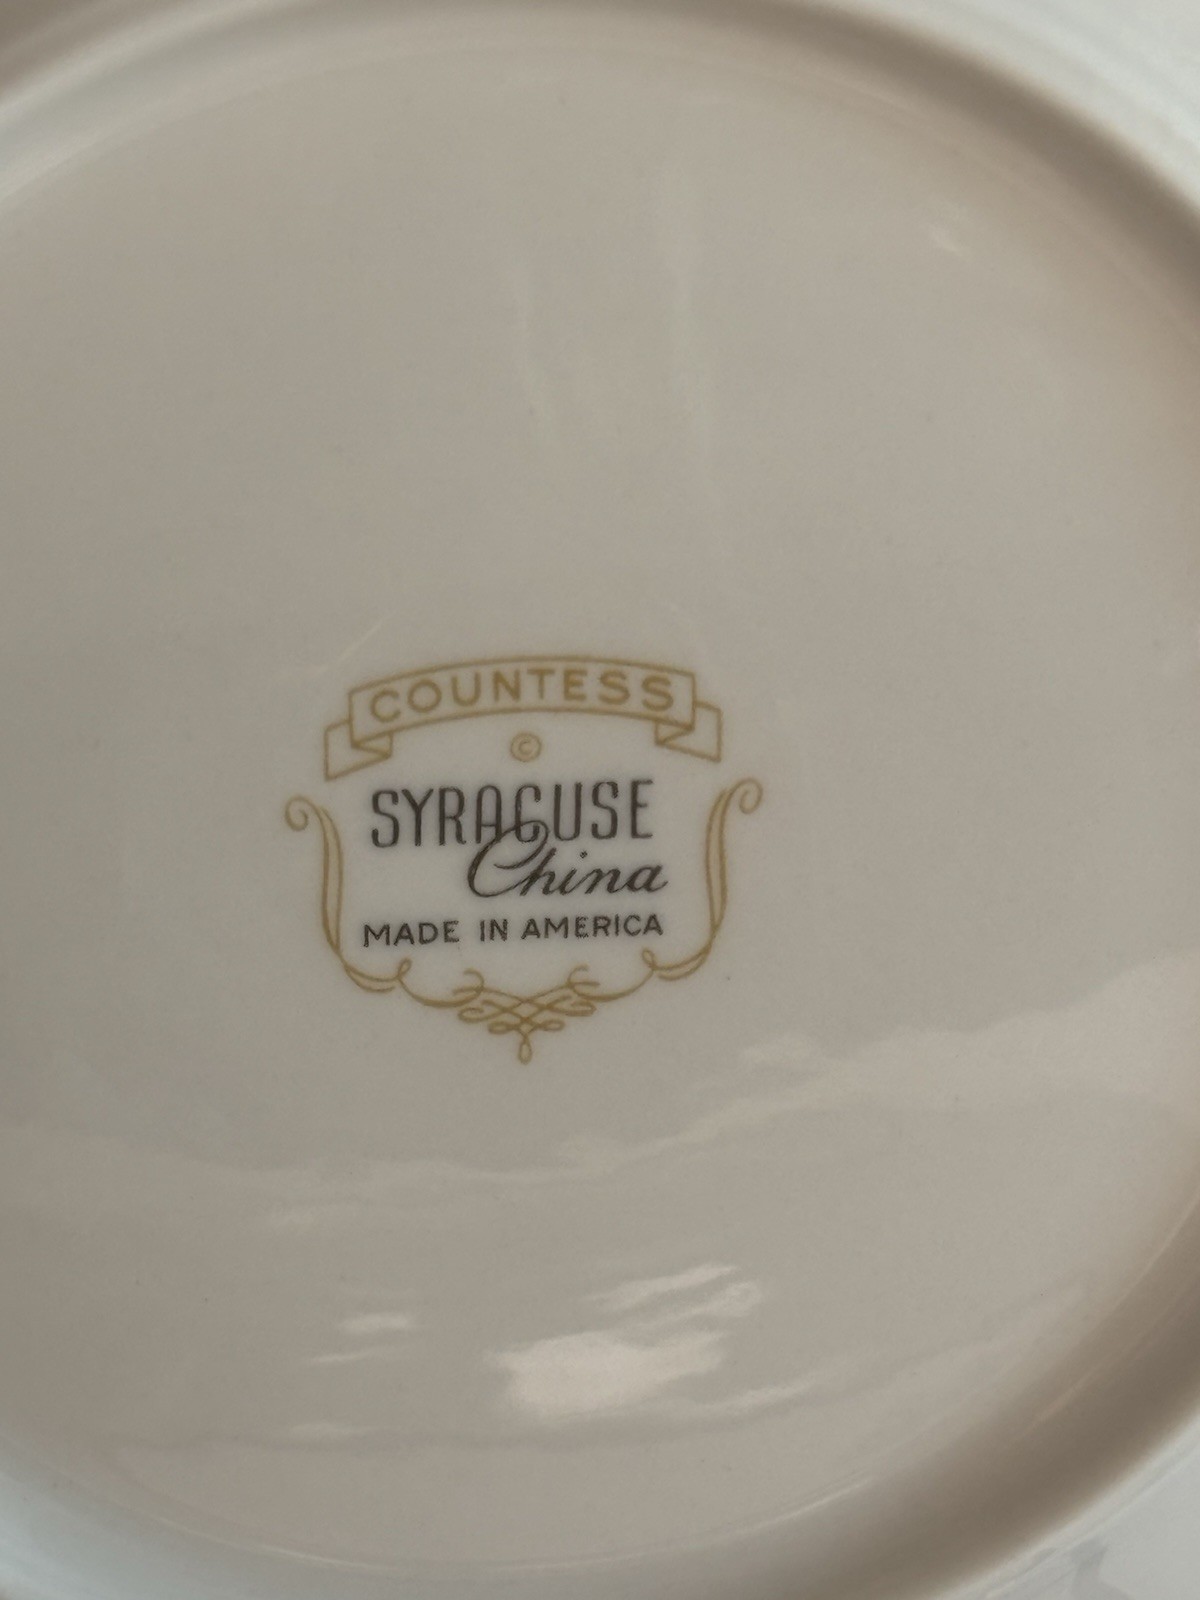 COUNTESS
©
SYRACUSE
China
MADE IN AMERICA